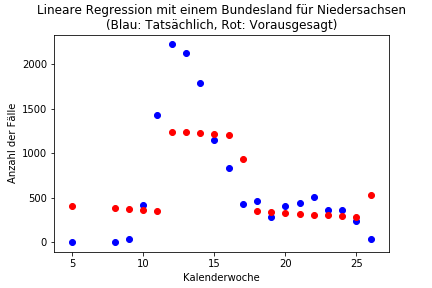 Lineare Regression mit einem Bundesland für Niedersachsen
(Blau: Tatsächlich, Rot: Vorausgesagt)
2000
1500
1000
500
0
Anzahl der Fälle
5
10
15
20
25
Kalenderwoche